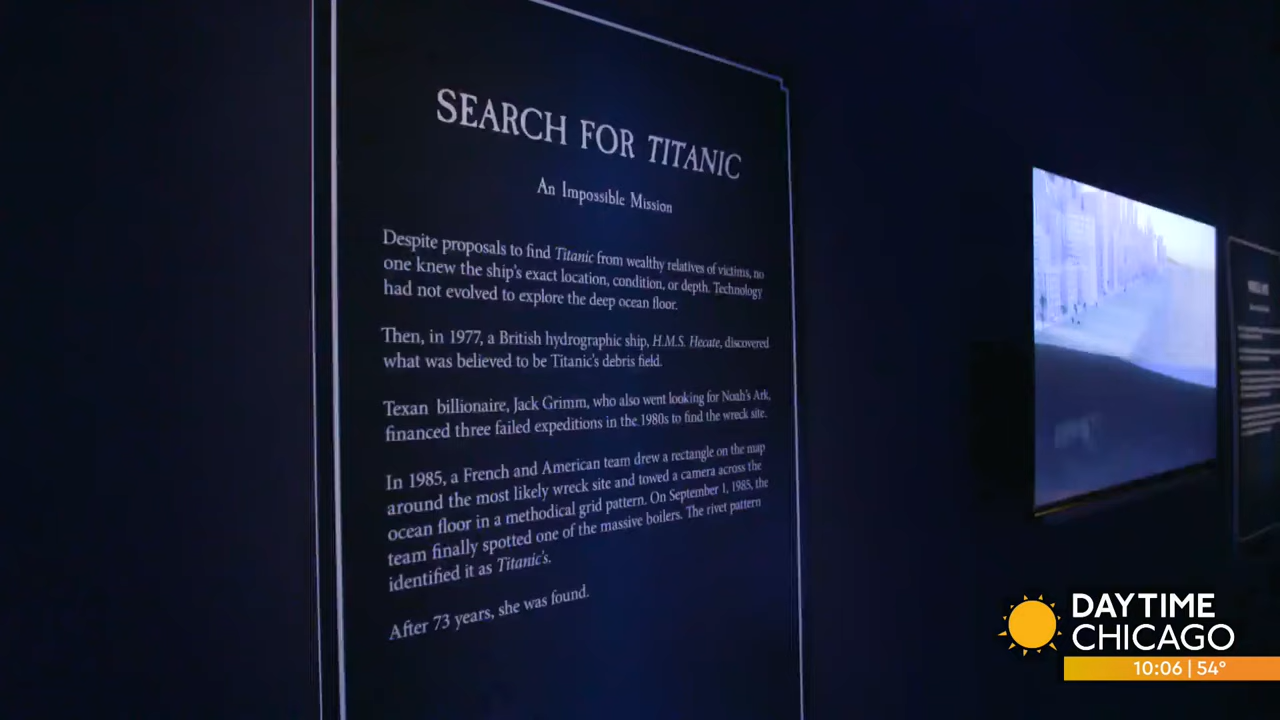 SEARCH FOR TITANIC
An Impossible Mission
Despite proposals to find Titanic from wealthy relatives of victims, no
one knew the ship's exact location, condition, or depth. Technology
had not evolved to explore the deep ocean floor.
Then, in 1977, a British hydrographic ship, H.M.S. Hecate, discovered
what was believed to be Titanic's debris field.
Texan billionaire, Jack Grimm, who also went looking for Noah's Ark,
financed three failed expeditions in the 1980s to find the wreck site.
In 1985, a French and American team drew a rectangle on the map
around the most likely wreck site and towed a camera across the
ocean floor in a methodical grid pattern. On September 1, 1985, the
team finally spotted one of the massive boilers. The rivet pattern
identified it as Titanic's.
After 73 years, she was found.
DAYTIME
CHICAGO
10:06 | 54°